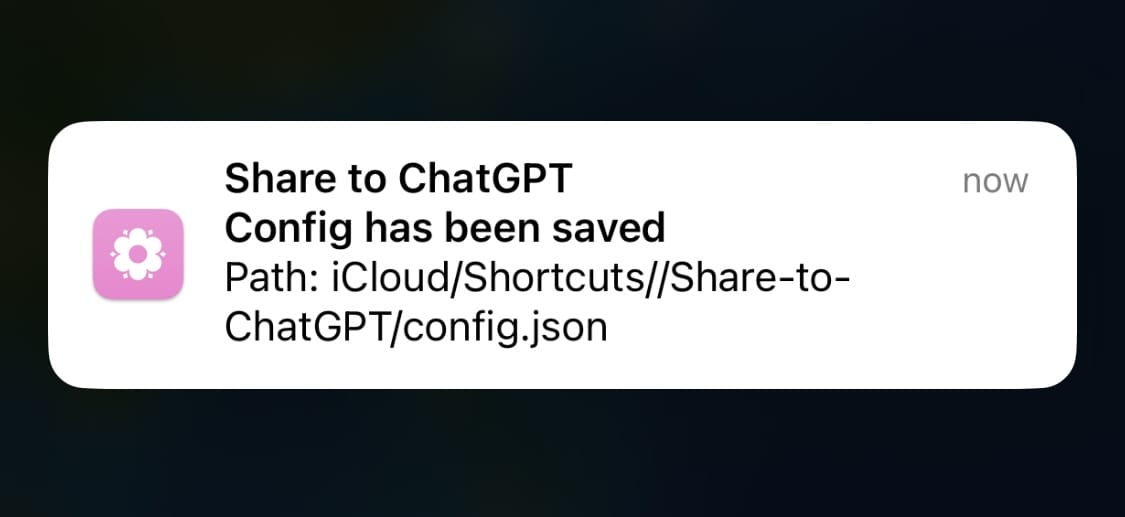 Share to ChatGPT
now
Config has been saved
Path: iCloud/Shortcuts//Share-to-
ChatGPT/config.json